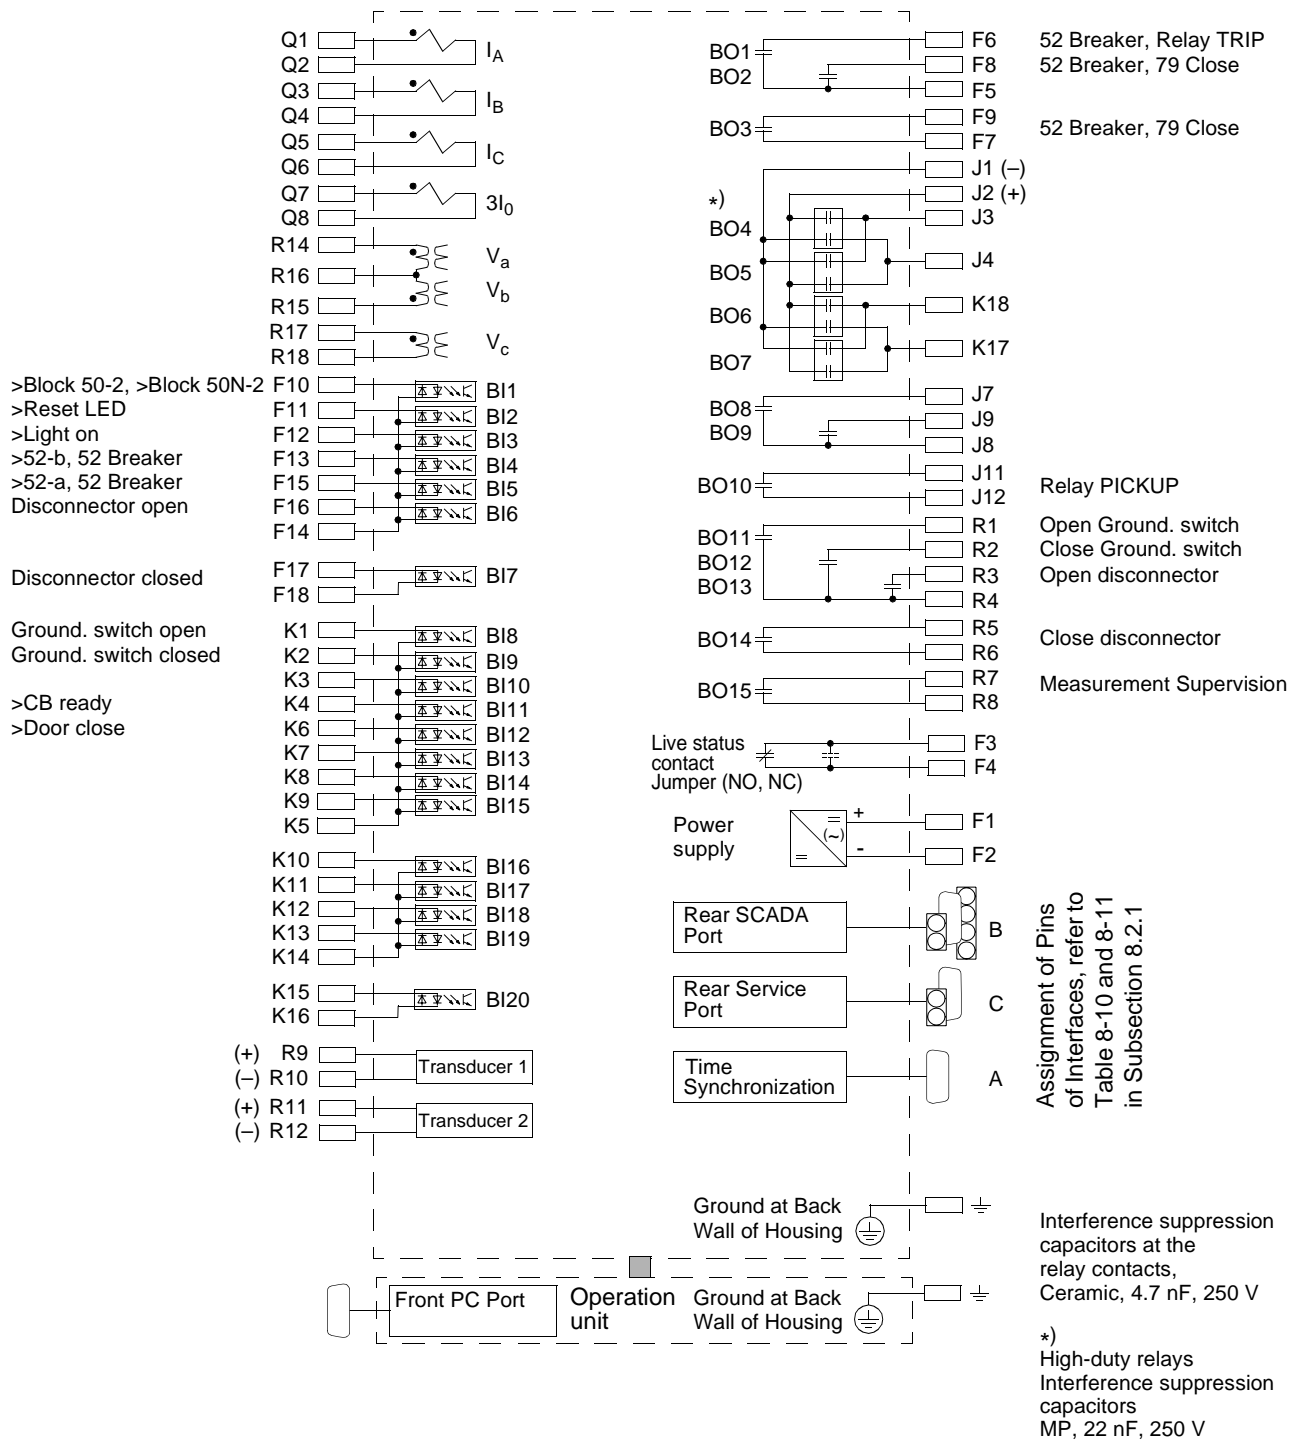 Q1
Q2
I_A
Q3
Q4
I_B
Q5
Q6
I_C
Q7
Q8
3I_0
R14
V_a
R16
V_b
R15
R17
V_c
R18
>Block 50-2, >Block 50N-2 F10 BI1
>Reset LED F11 BI2
>Light on F12 BI3
>52-b, 52 Breaker F13 BI4
>52-a, 52 Breaker F15 BI5
Disconnector open F16 BI6
F14
Disconnector closed F17 BI7
F18
Ground. switch open K1 BI8
Ground. switch closed K2 BI9
K3 BI10
>CB ready K4 BI11
>Door close K6 BI12
K7 BI13
K8 BI14
K9 BI15
K5
K10 BI16
K11 BI17
K12 BI18
K13 BI19
K14
K15 BI20
K16
(+) R9
Transducer 1
(–) R10
(+) R11
Transducer 2
(–) R12
BO1 F6 52 Breaker, Relay TRIP
BO2 F8 52 Breaker, 79 Close
F5
F9
BO3 52 Breaker, 79 Close
F7
J1 (–)
J2 (+)
*)
J3
BO4
J4
BO5
K18
BO6
K17
BO7
J7
BO8
J9
BO9
J8
J11
BO10 Relay PICKUP
J12
R1 Open Ground. switch
BO11
R2 Close Ground. switch
BO12
R3 Open disconnector
BO13
R4
R5
BO14 Close disconnector
R6
R7
BO15 Measurement Supervision
R8
Live status
contact
Jumper (NO, NC)
F3
F4
Power
supply
=
(~)
=
+
-
F1
F2
Rear SCADA
Port
B
Rear Service
Port
C
Time
Synchronization
A
Assignment of Pins
of Interfaces, refer to
Table 8-10 and 8-11
in Subsection 8.2.1
Ground at Back
Wall of Housing
Front PC Port
Operation
unit
Ground at Back
Wall of Housing
Interference suppression
capacitors at the
relay contacts,
Ceramic, 4.7 nF, 250 V
*)
High-duty relays
Interference suppression
capacitors
MP, 22 nF, 250 V